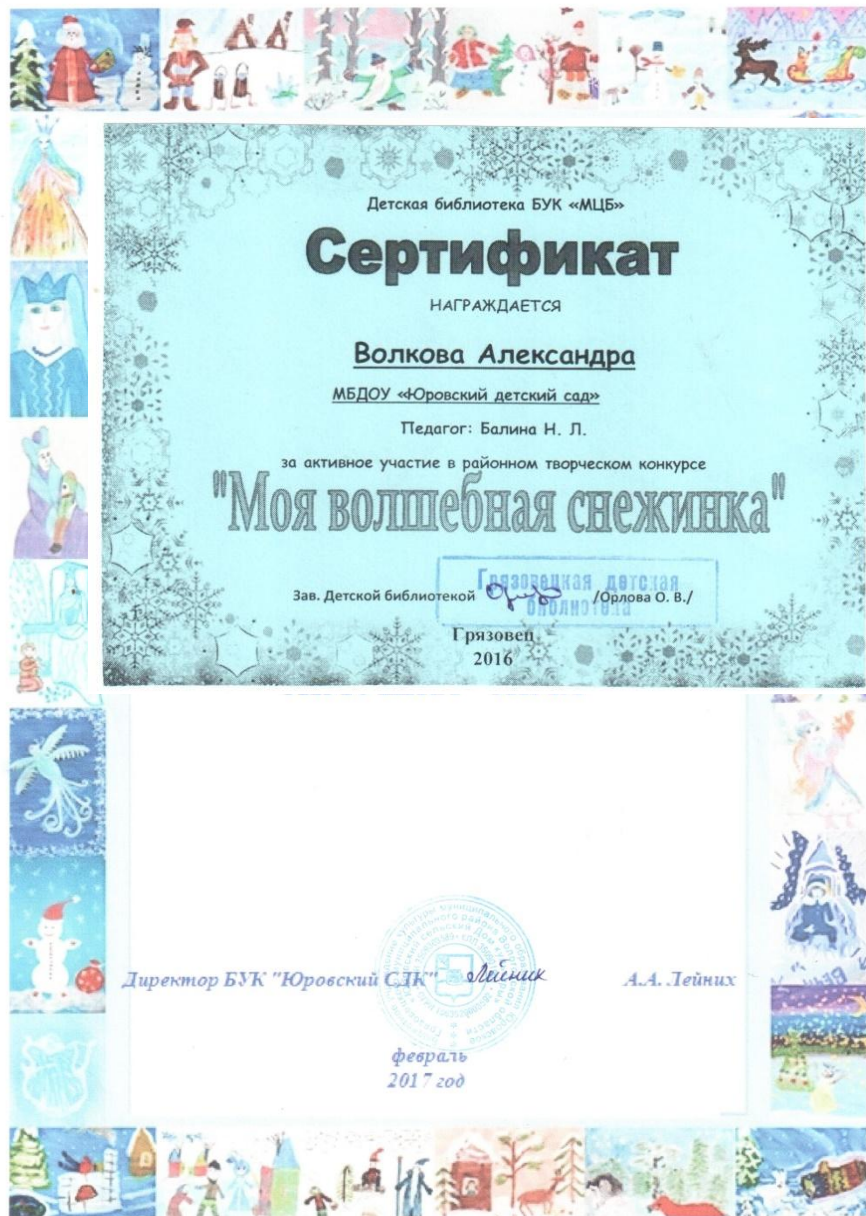 Детская библиотека БУК «МЦБ»
Сертификат
НАГРАЖДАЕТСЯ
Волкова Александра
МБДОУ «Юровский детский сад»
Педагог: Балина Н. Л.
за активное участие в районном творческом конкурсе
"Моя волшебная снежинка"
Грязовецкая детская
библиотека
Зав. Детской библиотекой /Орлова О. В./
Грязовец
2016
Директор БУК "Юровский СДК" Лейних А.А. Лейних
февраль
2017 год